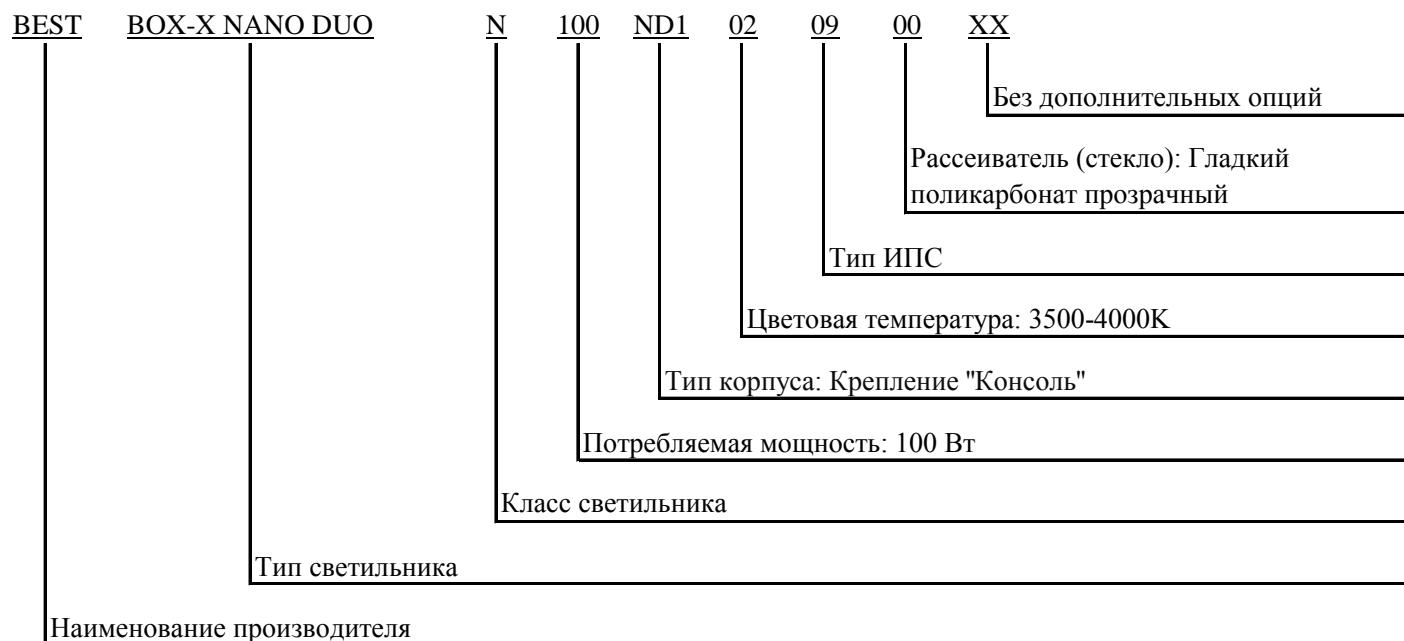 BEST BOX-X NANO DUO N 100 ND1 02 09 00 XX
Без дополнительных опций
Рассеиватель (стекло): Гладкий
поликарбонат прозрачный
Тип ИПС
Цветовая температура: 3500-4000K
Тип корпуса: Крепление "Консоль"
Потребляемая мощность: 100 Вт
Класс светильника
Тип светильника
Наименование производителя